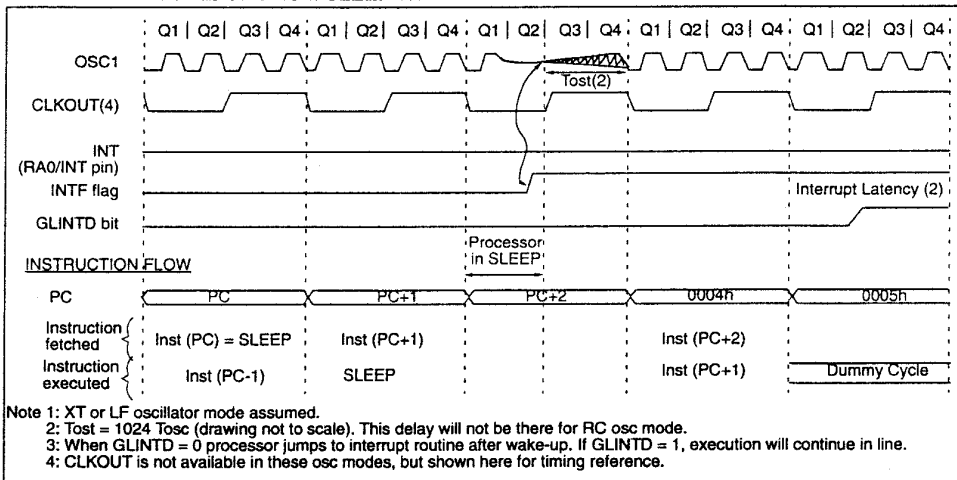 Q1 | Q2 | Q3 | Q4 | Q1 | Q2 | Q3 | Q4 | Q1 | Q2 | Q3 | Q4 | Q1 | Q2 | Q3 | Q4 | Q1 | Q2 | Q3 | Q4
OSC1
Tost(2)
CLKOUT(4)
INT
(RA0/INT pin)
INTF flag
Interrupt Latency (2)
GLINTD bit
Processor
in SLEEP
INSTRUCTION FLOW
PC PC PC+1 PC+2 0004h 0005h
Instruction
fetched
Inst (PC) = SLEEP Inst (PC+1) Inst (PC+2)
Instruction
executed
Inst (PC-1) SLEEP Inst (PC+1) Dummy Cycle
Note 1: XT or LF oscillator mode assumed.
2: Tost = 1024 Tosc (drawing not to scale). This delay will not be there for RC osc mode.
3: When GLINTD = 0 processor jumps to interrupt routine after wake-up. If GLINTD = 1, execution will continue in line.
4: CLKOUT is not available in these osc modes, but shown here for timing reference.